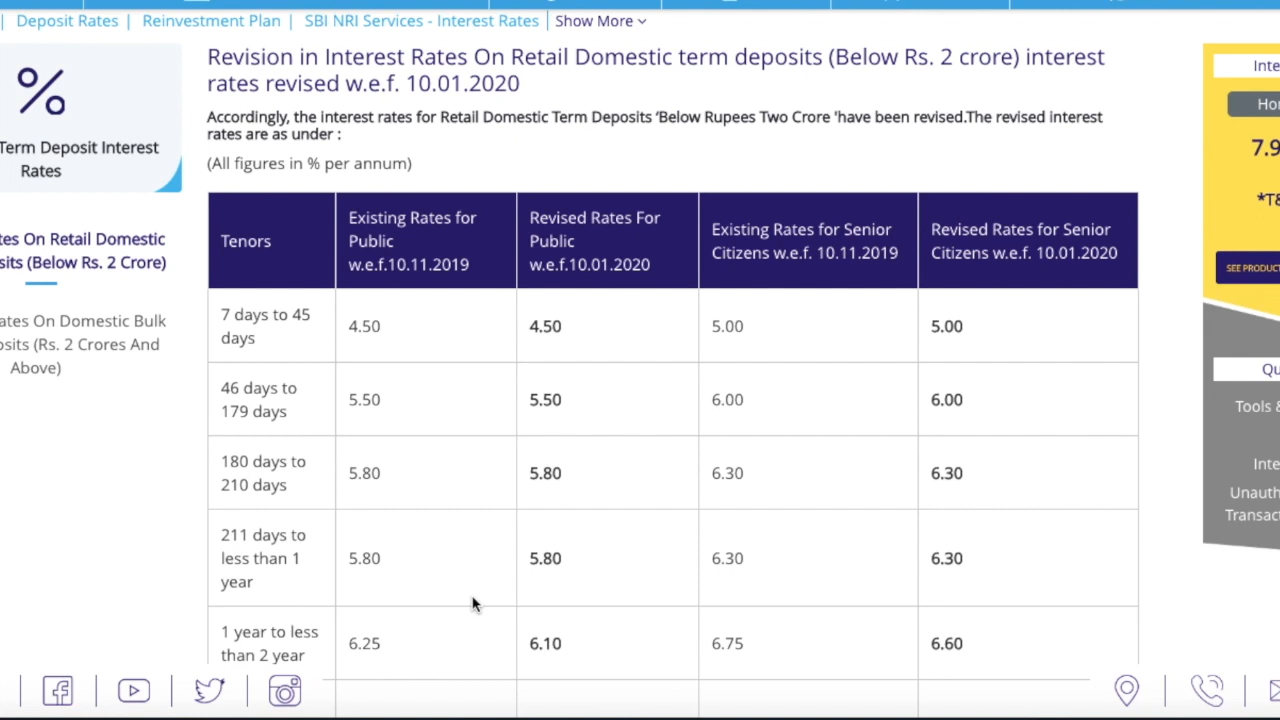 Deposit Rates | Reinvestment Plan | SBI NRI Services - Interest Rates | Show More
Revision in Interest Rates On Retail Domestic term deposits (Below Rs. 2 crore) interest
rates revised w.e.f. 10.01.2020
Accordingly, the interest rates for Retail Domestic Term Deposits 'Below Rupees Two Crore 'have been revised.The revised interest
rates are as under :
(All figures in % per annum)
%
Term Deposit Interest
Rates
On Retail Domestic
(Below Rs. 2 Crore)
On Domestic Bulk
(Rs. 2 Crores And
Above)
Tenors
Existing Rates for
Public
w.e.f.10.11.2019
Revised Rates For
Public
w.e.f.10.01.2020
Existing Rates for Senior
Citizens w.e.f. 10.11.2019
Revised Rates for Senior
Citizens w.e.f. 10.01.2020
7 days to 45
days
4.50
4.50
5.00
5.00
46 days to
179 days
5.50
5.50
6.00
6.00
180 days to
210 days
5.80
5.80
6.30
6.30
211 days to
less than 1
year
5.80
5.80
6.30
6.30
1 year to less
than 2 year
6.25
6.10
6.75
6.60
7.9
SEE PRODUCT
Tools &